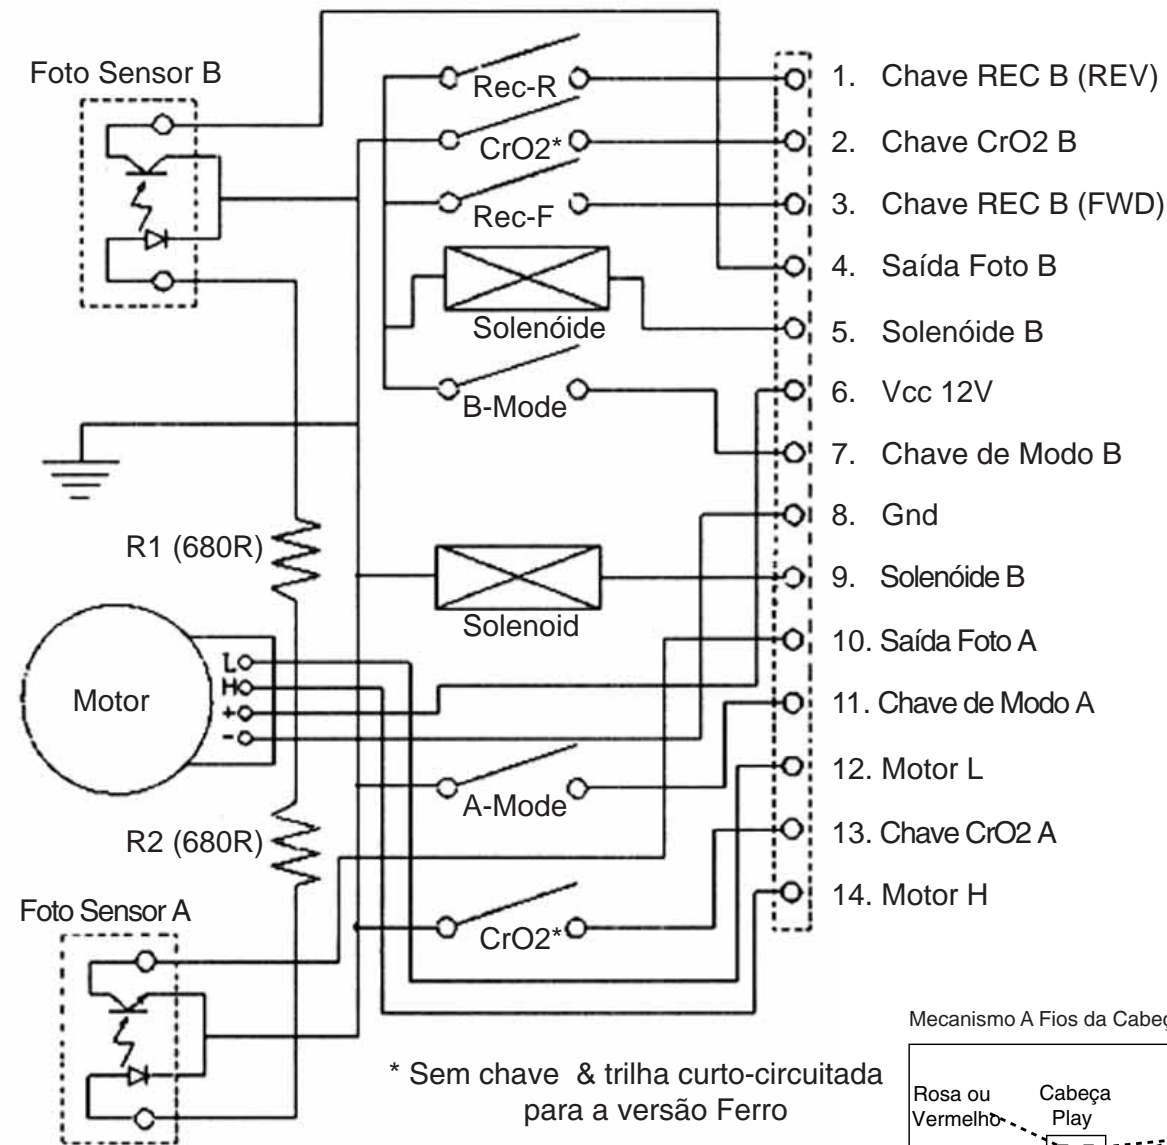 Foto Sensor B
Rec-R
CrO2*
Rec-F
Solenóide
B-Mode
R1 (680R)
Solenoid
L
H
+
-
Motor
A-Mode
R2 (680R)
CrO2*
Foto Sensor A
1. Chave REC B (REV)
2. Chave CrO2 B
3. Chave REC B (FWD)
4. Saída Foto B
5. Solenóide B
6. Vcc 12V
7. Chave de Modo B
8. Gnd
9. Solenóide B
10. Saída Foto A
11. Chave de Modo A
12. Motor L
13. Chave CrO2 A
14. Motor H
* Sem chave & trilha curto-circuitada
para a versão Ferro
Mecanismo A Fios da
Rosa ou
Vermelho
Cabeça
Play